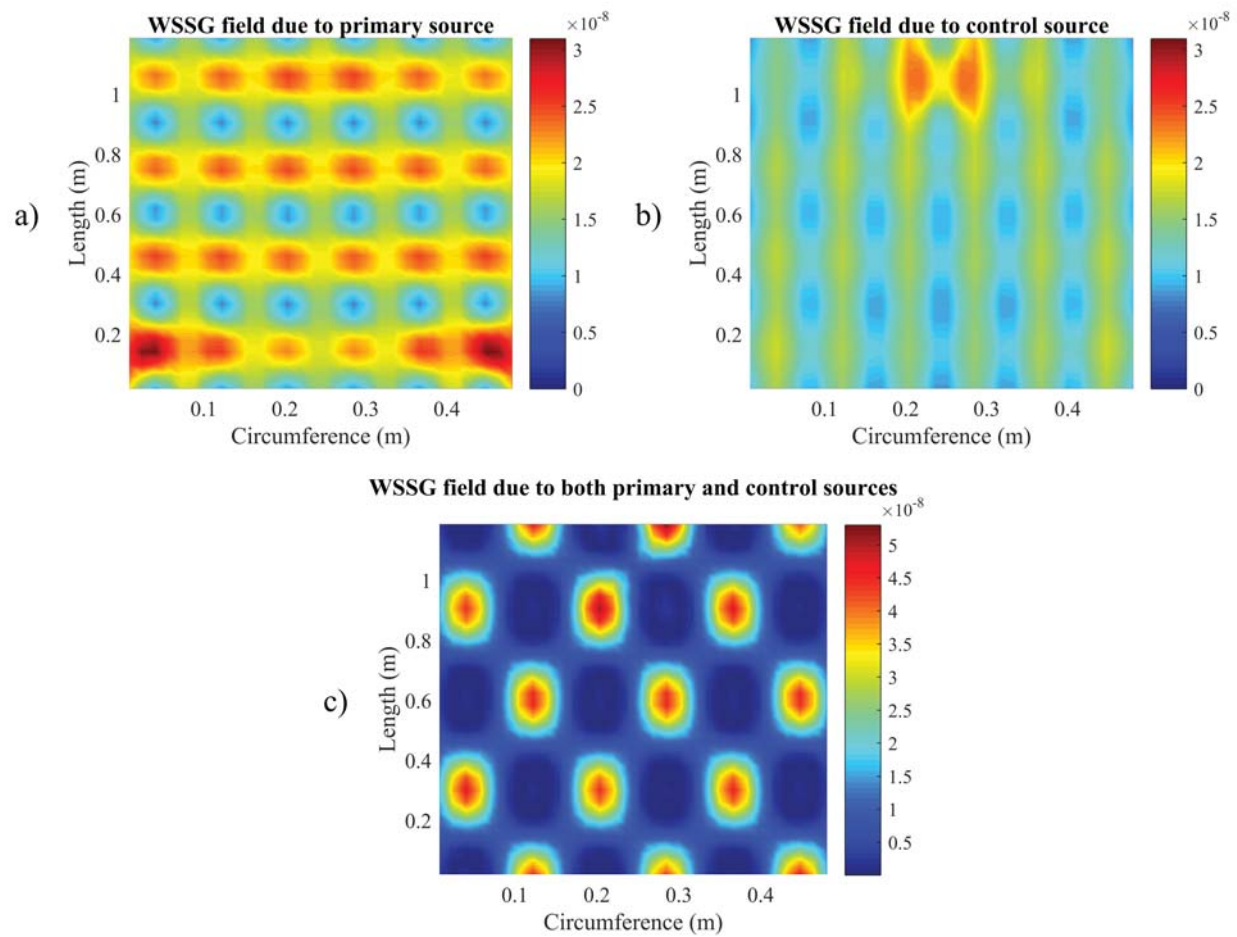 WSSG field due to primary source
×10-8
3
2.5
2
1.5
1
0.5
0
1
0.8
0.6
0.4
0.2
Length (m)
a)
0.1 0.2 0.3 0.4
Circumference (m)
WSSG field due to control source
×10-8
3
2.5
2
1.5
1
0.5
0
1
0.8
0.6
0.4
0.2
Length (m)
b)
0.1 0.2 0.3 0.4
Circumference (m)
WSSG field due to both primary and control sources
×10-8
5
4.5
4
3.5
3
2.5
2
1.5
1
0.5
1
0.8
0.6
0.4
0.2
Length (m)
c)
0.1 0.2 0.3 0.4
Circumference (m)